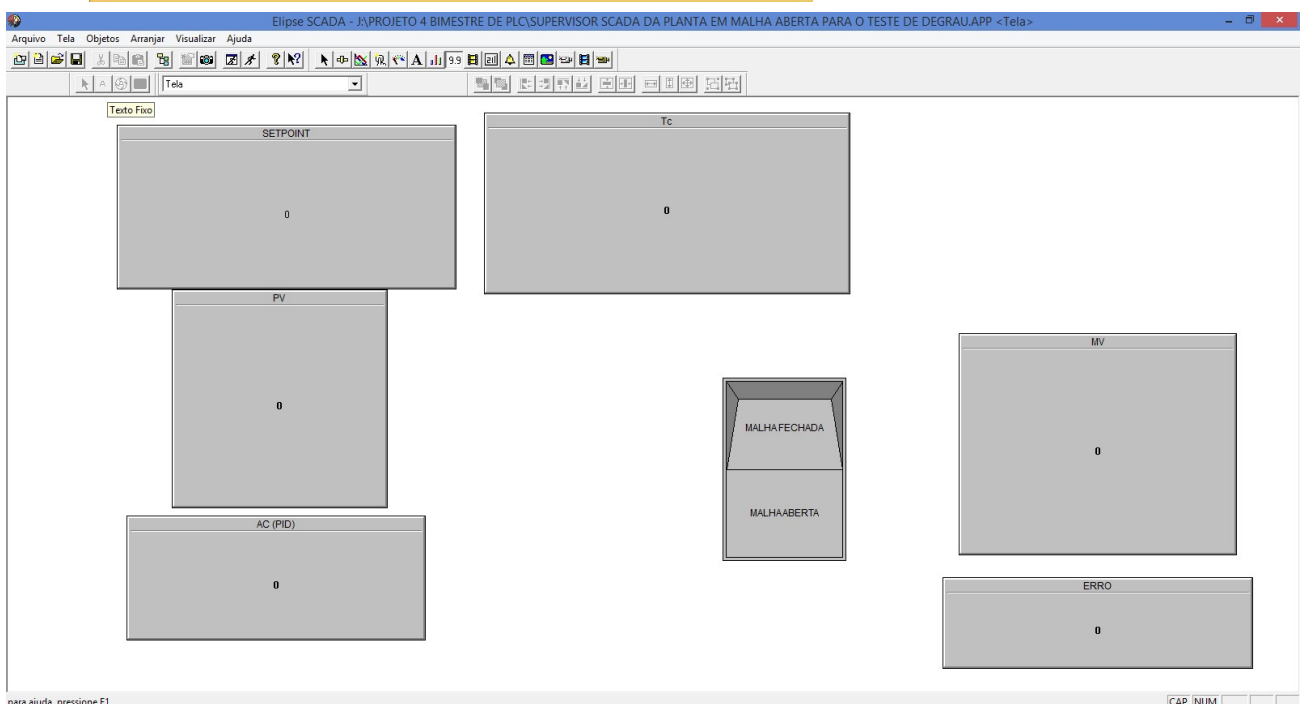 Elipse SCADA - J:\PROJETO 4 BIMESTRE DE PLC\SUPERVISOR SCADA DA PLANTA EM MALHA ABERTA PARA O TESTE DE DEGRAU.APP <Tela>
Arquivo Tela Objetos Arranjar Visualizar Ajuda
A 9.9
A Tela
Texto Fixo
SETPOINT
0
Tc
0
PV
0
MALHA FECHADA
MALHA ABERTA
MV
0
AC (PID)
0
ERRO
0
para ajuda, pressione F1
CAP NUM